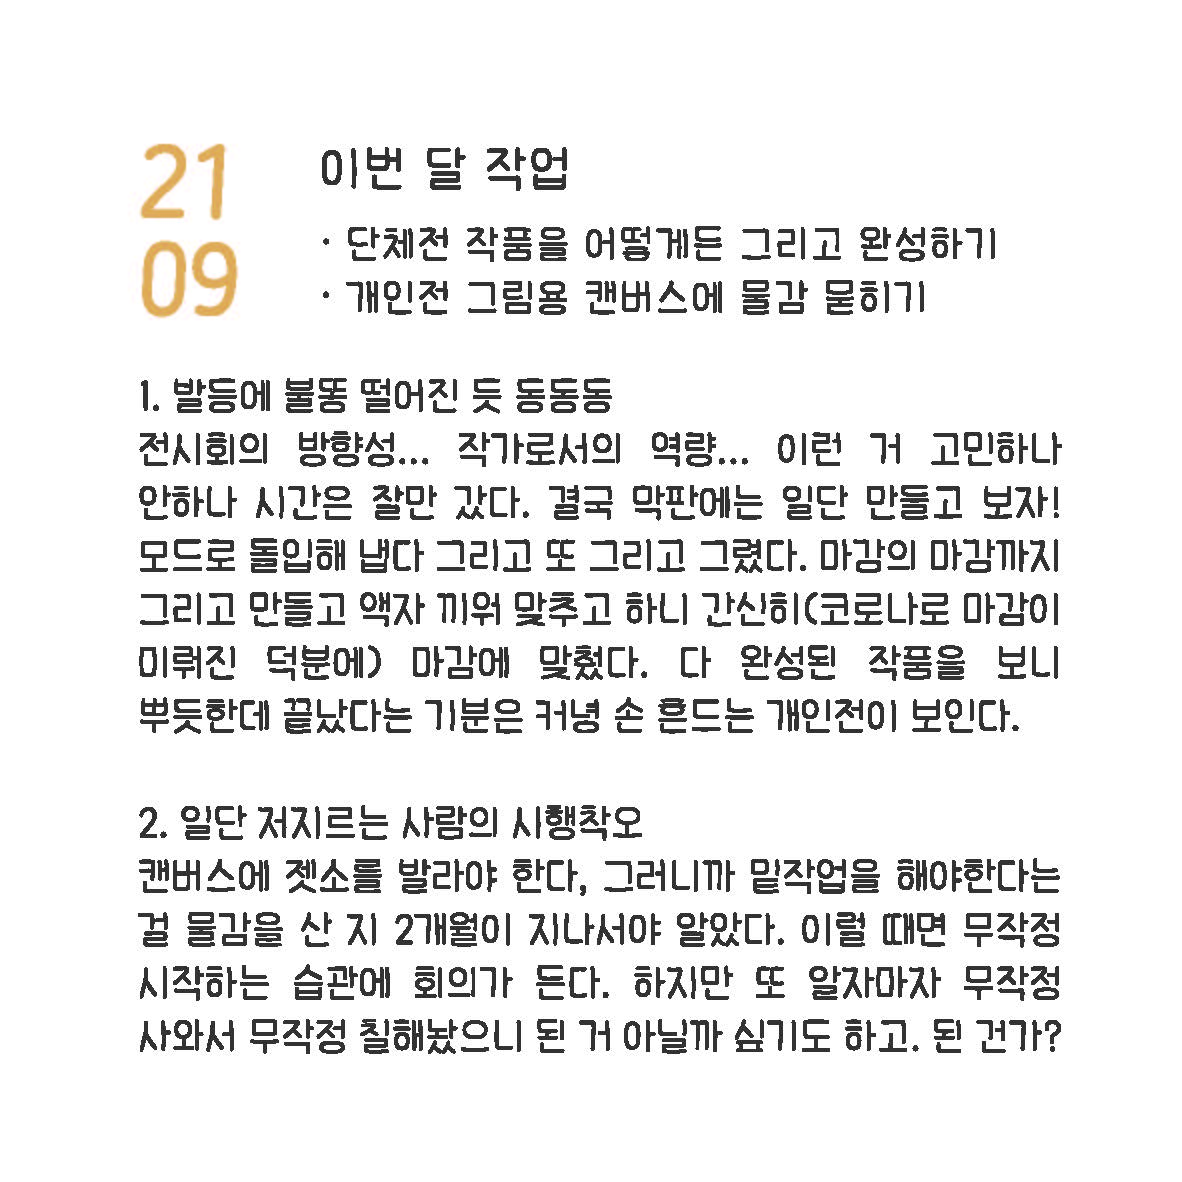 21
09
이번 달 작업
· 단체전 작품을 어떻게든 그리고 완성하기
· 개인전 그림용 캔버스에 물감 묻히기
1. 발등에 불똥 떨어진 듯 동동동
전시회의 방향성... 작가로서의 역량... 이런 거 고민하나
안하나 시간은 잘만 갔다. 결국 막판에는 일단 만들고 보자!
모드로 돌입해 냅다 그리고 또 그리고 그렸다. 마감의 마감까지
그리고 만들고 액자 끼워 맞추고 하니 간신히(코로나로 마감이
미뤄진 덕분에) 마감에 맞췄다. 다 완성된 작품을 보니
뿌듯한데 끝났다는 기분은 커녕 손 흔드는 개인전이 보인다.
2. 일단 저지르는 사람의 시행착오
캔버스에 젯소를 발라야 한다, 그러니까 밑작업을 해야한다는
걸 물감을 산 지 2개월이 지나서야 알았다. 이럴 때면 무작정
시작하는 습관에 회의가 든다. 하지만 또 알자마자 무작정
사와서 무작정 칠해놨으니 된 거 아닐까 싶기도 하고. 된 건가?